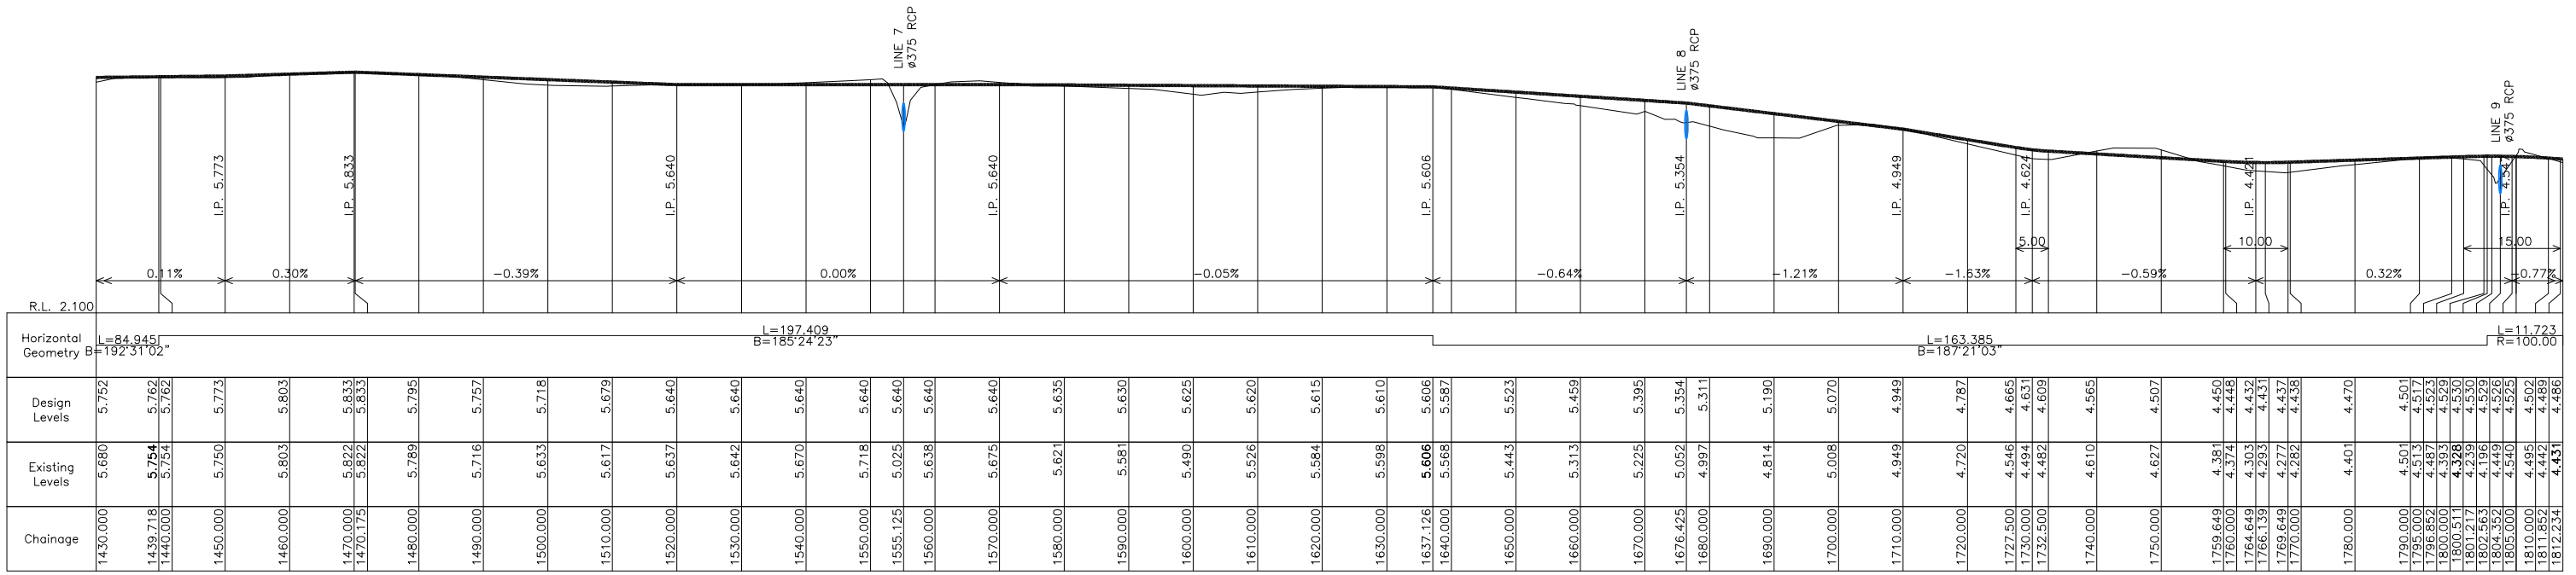 LINE 7
ø375 RCP
LINE 8
ø375 RCP
LINE 9
ø375 RCP
I.P. 5.773
I.P. 5.833
I.P. 5.640
I.P. 5.640
I.P. 5.606
I.P. 5.354
I.P. 4.949
I.P. 4.624
I.P. 4.421
I.P.
5.00
10.00
15.00
0.11%
0.30%
-0.39%
0.00%
-0.05%
-0.64%
-1.21%
-1.63%
-0.59%
0.32%
-0.77%
R.L. 2.100
Horizontal
Geometry
L=84.945
B=192°31'02"
L=197.409
B=185°24'23"
L=163.385
B=187°21'03"
L=11.723
R=100.00
Design
Levels
5.752 5.762 5.762 5.773 5.803 5.833 5.833 5.795 5.757 5.718 5.679 5.640 5.640 5.640 5.640 5.640 5.640 5.640 5.635 5.630 5.625 5.620 5.615 5.610 5.606 5.587 5.523 5.459 5.395 5.354 5.311 5.190 5.070 4.949 4.787 4.665 4.631 4.609 4.565 4.507 4.450 4.448 4.432 4.431 4.437 4.438 4.470 4.501 4.517 4.523 4.529 4.530 4.530 4.529 4.526 4.525 4.502 4.489 4.486
Existing
Levels
5.680 5.754 5.754 5.750 5.803 5.822 5.822 5.789 5.716 5.633 5.617 5.637 5.642 5.670 5.718 5.025 5.638 5.675 5.621 5.581 5.490 5.526 5.584 5.598 5.606 5.568 5.443 5.313 5.225 5.052 4.997 4.814 5.008 4.949 4.720 4.546 4.494 4.482 4.610 4.627 4.381 4.374 4.303 4.293 4.277 4.282 4.401 4.501 4.513 4.487 4.393 4.328 4.239 4.196 4.449 4.540 4.495 4.442 4.431
Chainage
1430.000 1439.718 1440.000 1450.000 1460.000 1470.000 1470.175 1480.000 1490.000 1500.000 1510.000 1520.000 1530.000 1540.000 1550.000 1555.125 1560.000 1570.000 1580.000 1590.000 1600.000 1610.000 1620.000 1630.000 1637.126 1640.000 1650.000 1660.000 1670.000 1676.425 1680.000 1690.000 1700.000 1710.000 1720.000 1727.500 1730.000 1732.500 1740.000 1750.000 1759.649 1760.000 1764.649 1766.139 1769.649 1770.000 1780.000 1790.000 1795.000 1796.852 1800.000 1800.511 1801.217 1802.563 1804.352 1805.000 1810.000 1811.852 1812.234